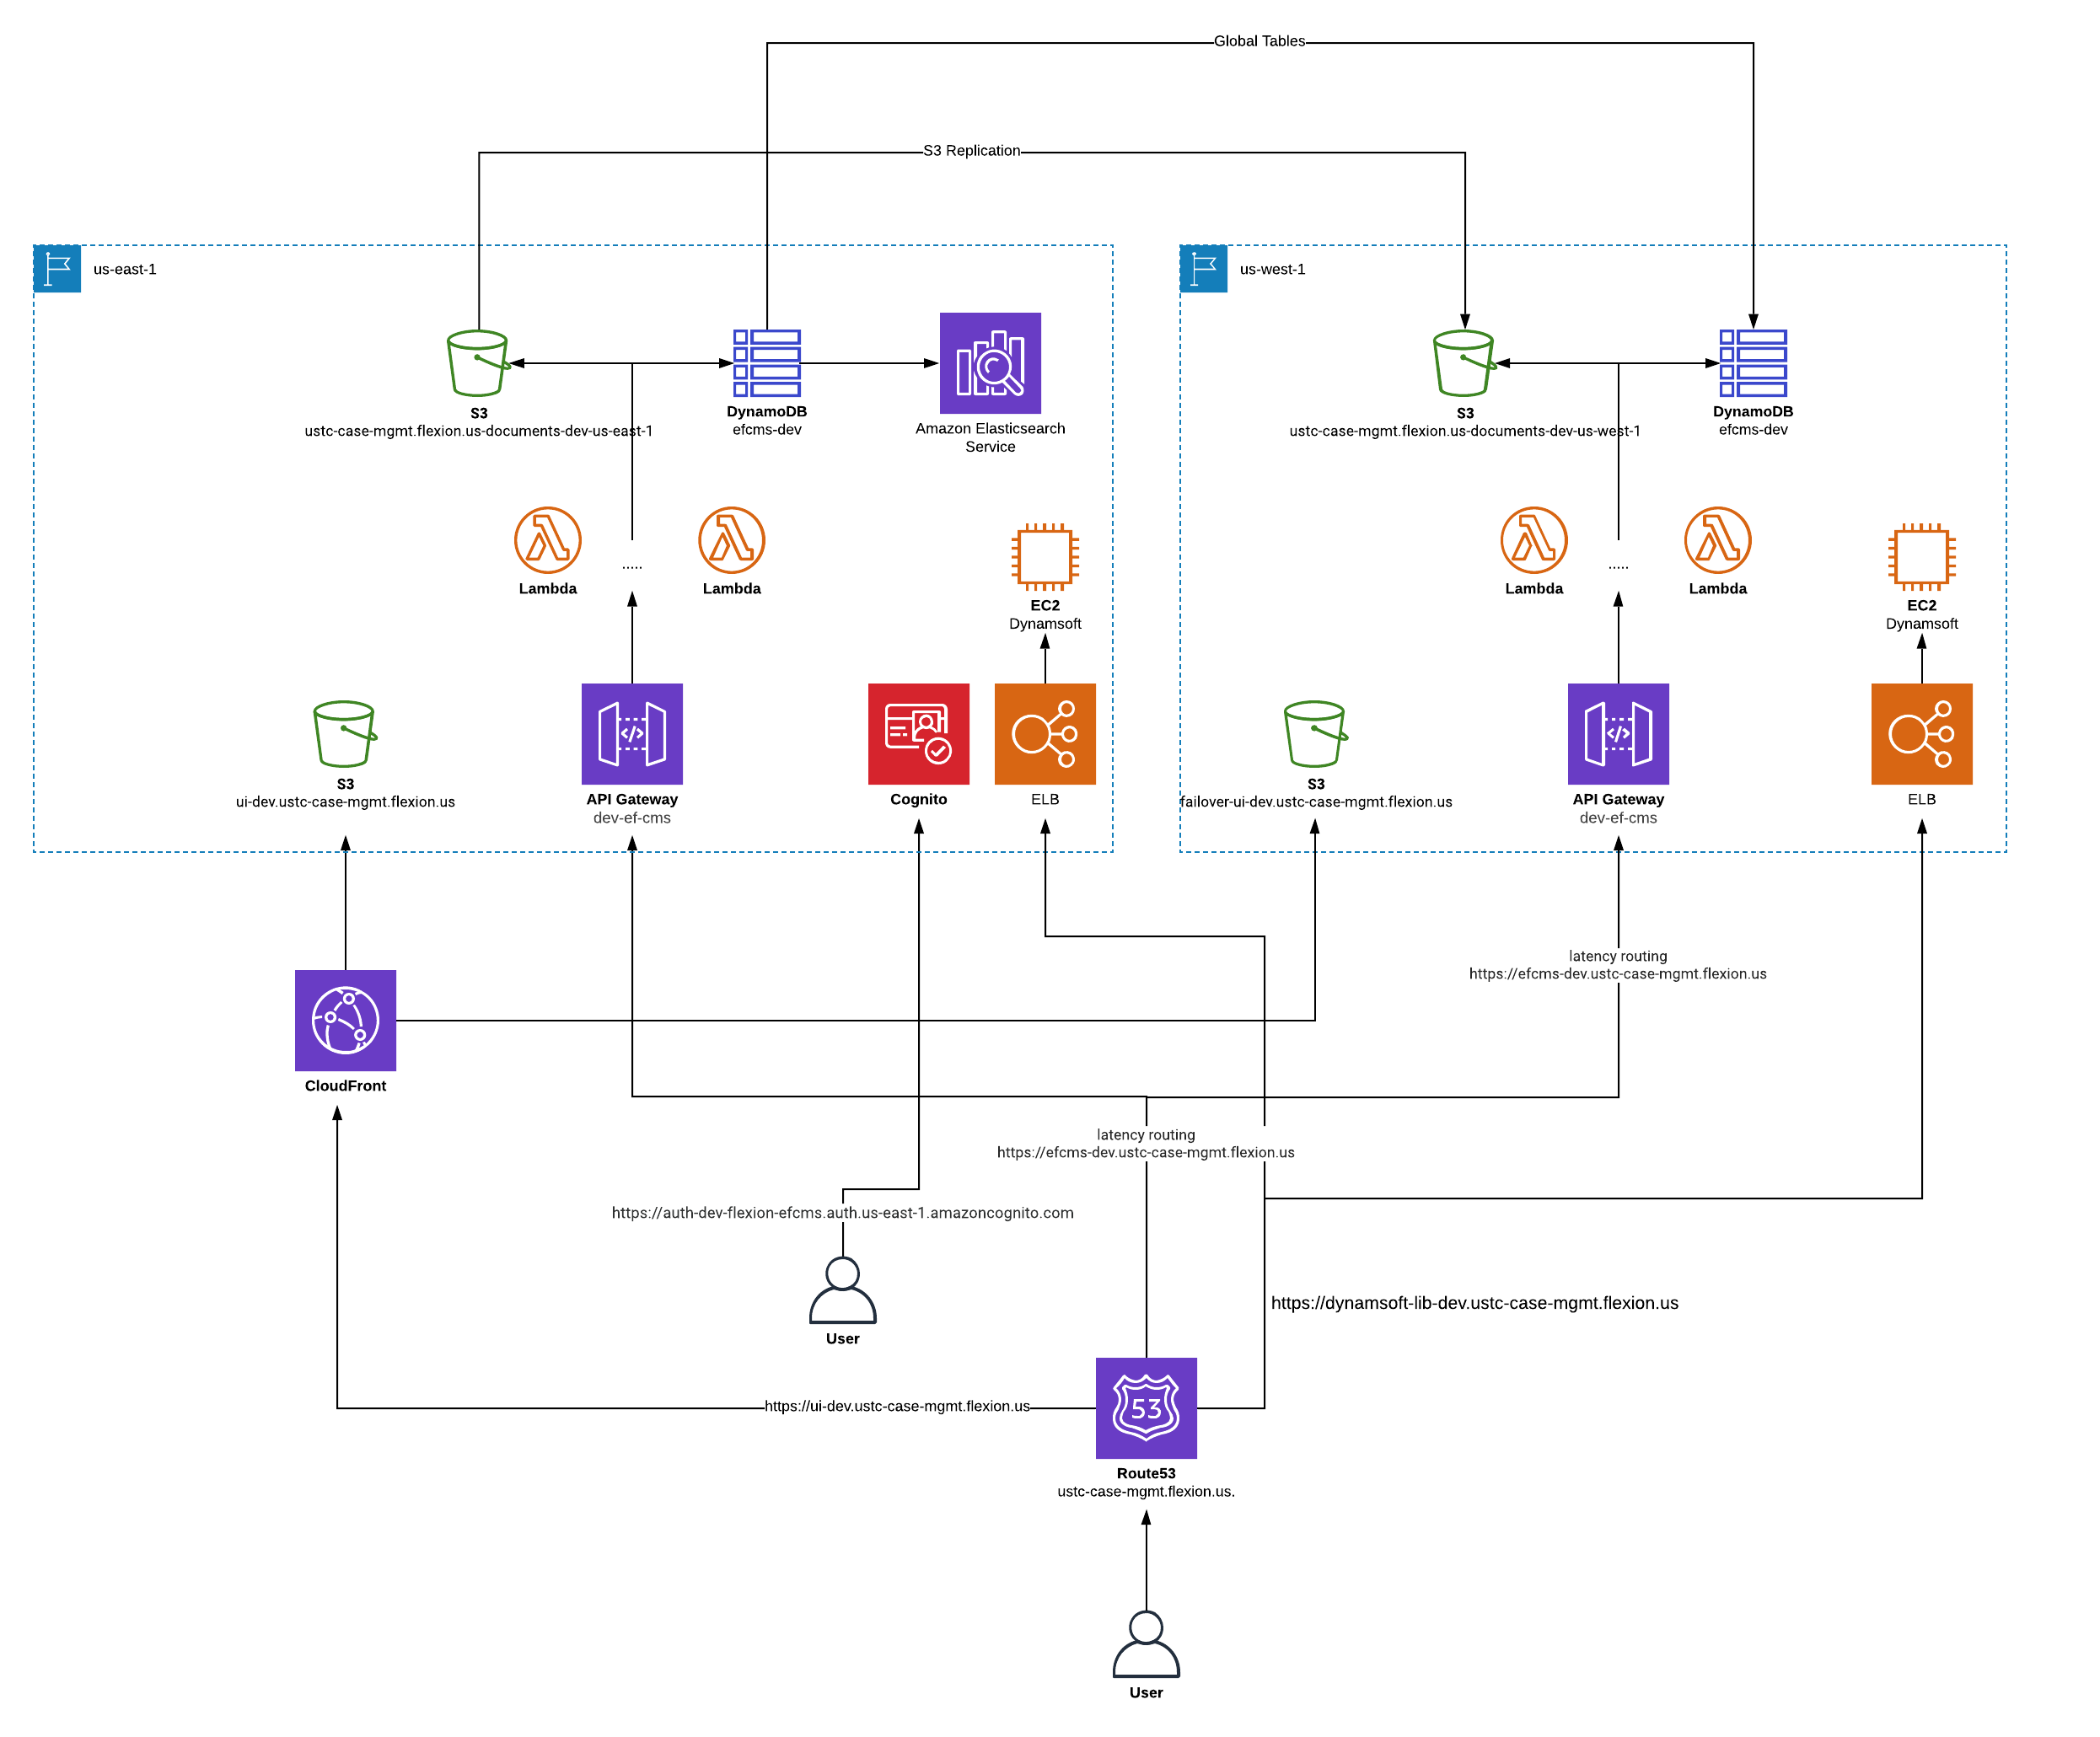 Global Tables
S3 Replication
us-east-1
us-west-1
S3
ustc-case-mgmt.flexion.us-documents-dev-us-east-1
DynamoDB
efcms-dev
Amazon Elasticsearch
Service
S3
ustc-case-mgmt.flexion.us-documents-dev-us-west-1
DynamoDB
efcms-dev
Lambda
.....
Lambda
EC2
Dynamsoft
Lambda
.....
Lambda
EC2
Dynamsoft
S3
ui-dev.ustc-case-mgmt.flexion.us
API Gateway
dev-ef-cms
Cognito
ELB
S3
failover-ui-dev.ustc-case-mgmt.flexion.us
API Gateway
dev-ef-cms
ELB
latency routing
https://efcms-dev.ustc-case-mgmt.flexion.us
CloudFront
latency routing
https://efcms-dev.ustc-case-mgmt.flexion.us
https://auth-dev-flexion-efcms.auth.us-east-1.amazoncognito.com
User
https://dynamsoft-lib-dev.ustc-case-mgmt.flexion.us
https://ui-dev.ustc-case-mgmt.flexion.us
53
Route53
ustc-case-mgmt.flexion.us.
User